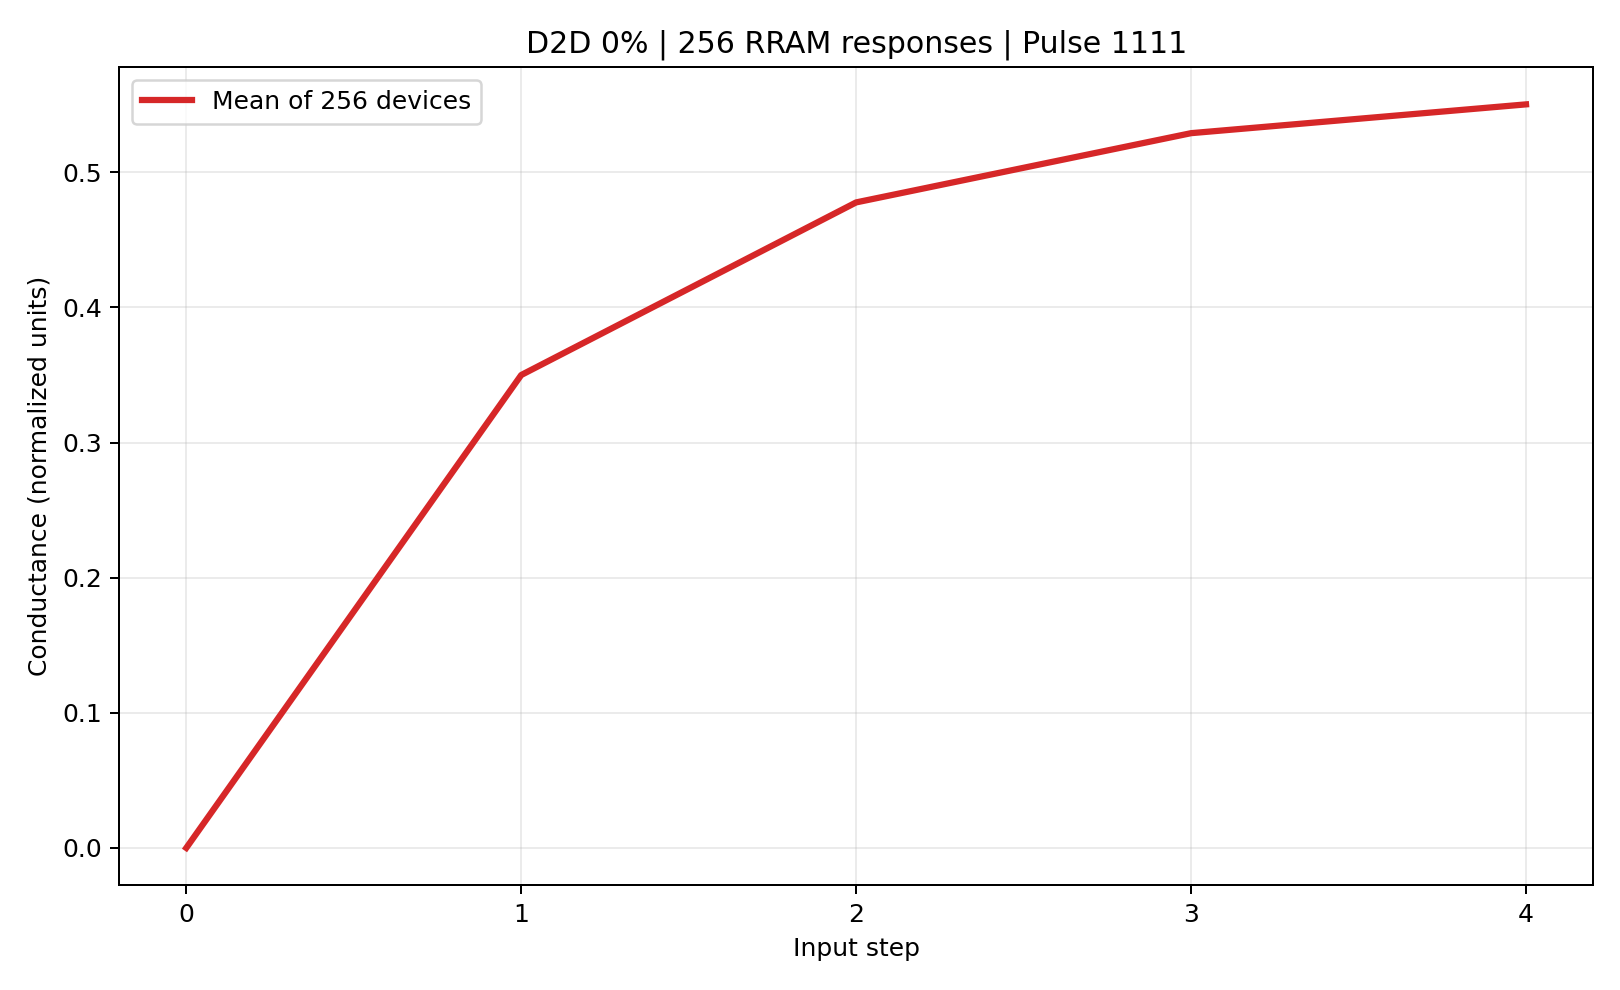 D2D 0% | 256 RRAM responses | Pulse 1111
Mean of 256 devices
Conductance (normalized units)
0.5
0.4
0.3
0.2
0.1
0.0
0 1 2 3 4
Input step